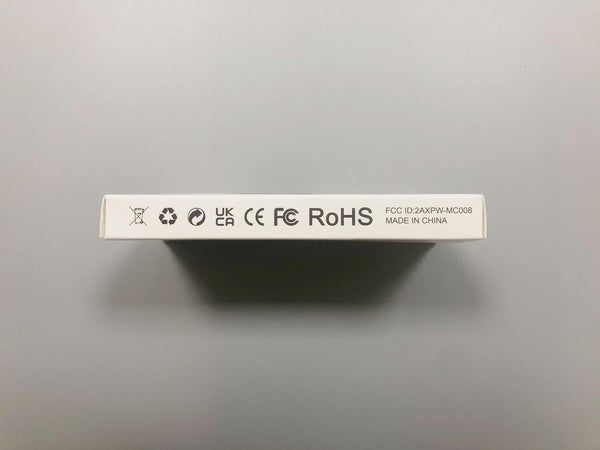 UK
CA
CE FC RoHS
FCC ID:2AXPW-MC008
MADE IN CHINA